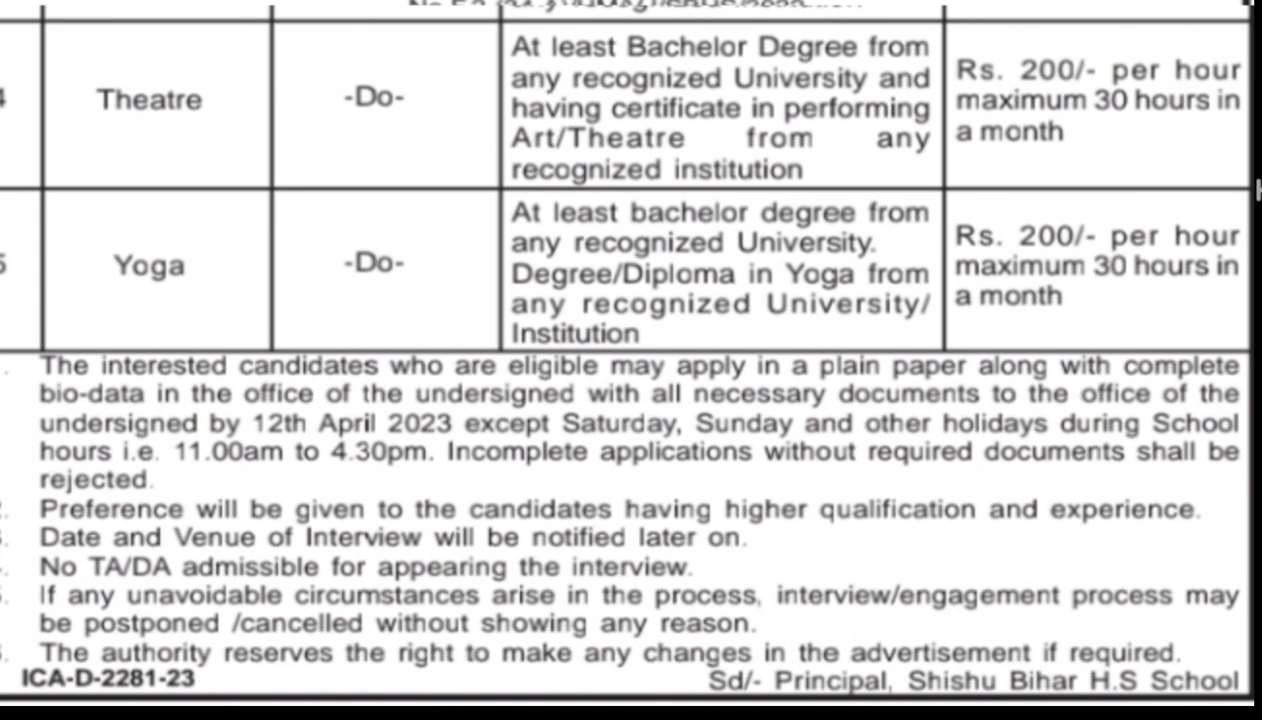 Theatre
-Do-
At least Bachelor Degree from
any recognized University and
having certificate in performing
Art/Theatre from any
recognized institution
Rs. 200/- per hour
maximum 30 hours in
a month
Yoga
-Do-
At least bachelor degree from
any recognized University.
Degree/Diploma in Yoga from
any recognized University/
Institution
Rs. 200/- per hour
maximum 30 hours in
a month
The interested candidates who are eligible may apply in a plain paper along with complete
bio-data in the office of the undersigned with all necessary documents to the office of the
undersigned by 12th April 2023 except Saturday, Sunday and other holidays during School
hours i.e. 11.00am to 4.30pm. Incomplete applications without required documents shall be
rejected.
Preference will be given to the candidates having higher qualification and experience.
Date and Venue of Interview will be notified later on.
No TA/DA admissible for appearing the interview.
If any unavoidable circumstances arise in the process, interview/engagement process may
be postponed /cancelled without showing any reason.
The authority reserves the right to make any changes in the advertisement if required.
ICA-D-2281-23
Sd/- Principal, Shishu Bihar H.S School